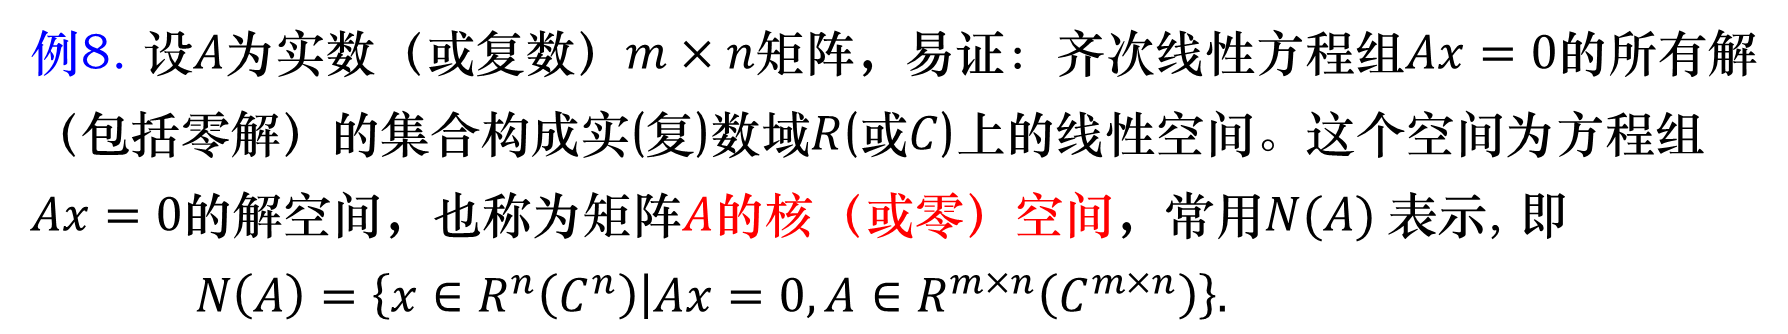 例8. 设A为实数（或复数）m × n矩阵，易证：齐次线性方程组Ax = 0的所有解
（包括零解）的集合构成实(复)数域R(或C)上的线性空间。这个空间为方程组
Ax = 0的解空间，也称为矩阵A的核（或零）空间，常用N(A) 表示, 即
N(A) = {x ∈ Rⁿ(Cⁿ)|Ax = 0, A ∈ R^{m×n}(C^{m×n})}.